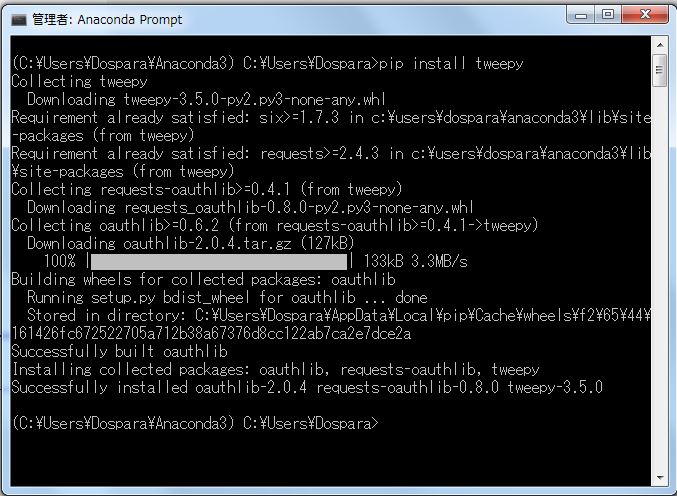 管理者: Anaconda Prompt
(C:¥Users¥Dospara¥Anaconda3) C:¥Users¥Dospara>pip install tweepy
Collecting tweepy
  Downloading tweepy-3.5.0-py2.py3-none-any.whl
Requirement already satisfied: six>=1.7.3 in c:¥users¥dospara¥anaconda3¥lib¥site
-packages (from tweepy)
Requirement already satisfied: requests>=2.4.3 in c:¥users¥dospara¥anaconda3¥lib
¥site-packages (from tweepy)
Collecting requests-oauthlib>=0.4.1 (from tweepy)
  Downloading requests_oauthlib-0.8.0-py2.py3-none-any.whl
Collecting oauthlib>=0.6.2 (from requests-oauthlib>=0.4.1->tweepy)
  Downloading oauthlib-2.0.4.tar.gz (127kB)
    100% |████████████████████████████████| 133kB 3.3MB/s
Building wheels for collected packages: oauthlib
  Running setup.py bdist_wheel for oauthlib ... done
  Stored in directory: C:¥Users¥Dospara¥AppData¥Local¥pip¥Cache¥wheels¥f2¥65¥44¥
161426fc672522705a712b38a67376d8cc122ab7ca2e7dce2a
Successfully built oauthlib
Installing collected packages: oauthlib, requests-oauthlib, tweepy
Successfully installed oauthlib-2.0.4 requests-oauthlib-0.8.0 tweepy-3.5.0
(C:¥Users¥Dospara¥Anaconda3) C:¥Users¥Dospara>